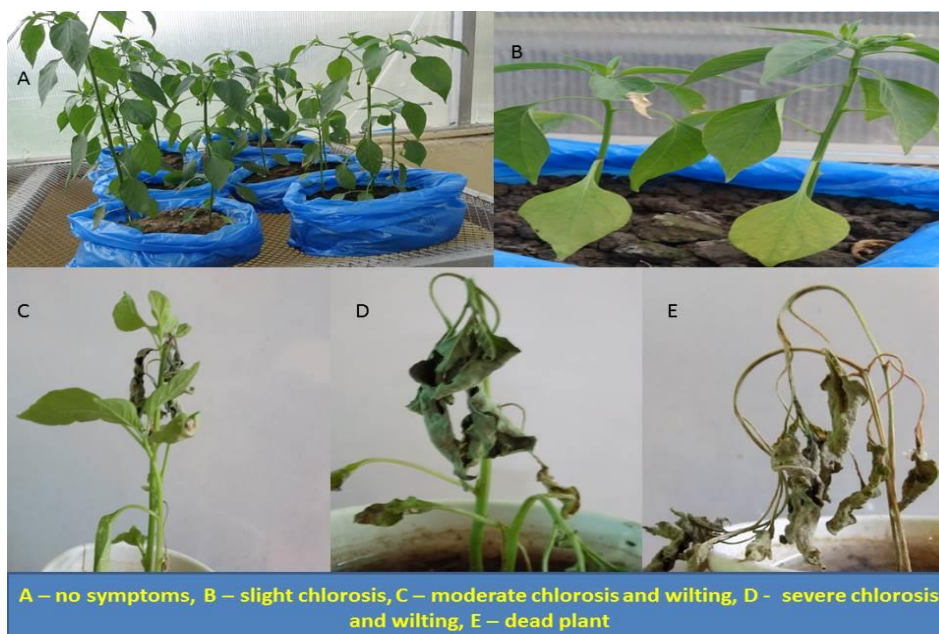 A
B
C
D
E
A – no symptoms, B – slight chlorosis, C – moderate chlorosis and wilting, D - severe chlorosis
and wilting, E – dead plant